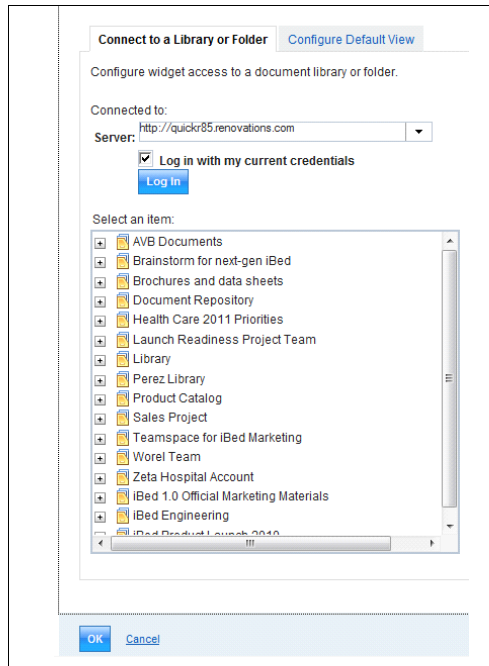 Connect to a Library or Folder Configure Default View
Configure widget access to a document library or folder.
Connected to:
Server: http://quickr85.renovations.com
Log in with my current credentials
Log In
Select an item:
AVB Documents
Brainstorm for next-gen iBed
Brochures and data sheets
Document Repository
Health Care 2011 Priorities
Launch Readiness Project Team
Library
Perez Library
Product Catalog
Sales Project
Teamspace for iBed Marketing
Worel Team
Zeta Hospital Account
iBed 1.0 Official Marketing Materials
iBed Engineering
iBed Product Launch 2010
OK Cancel